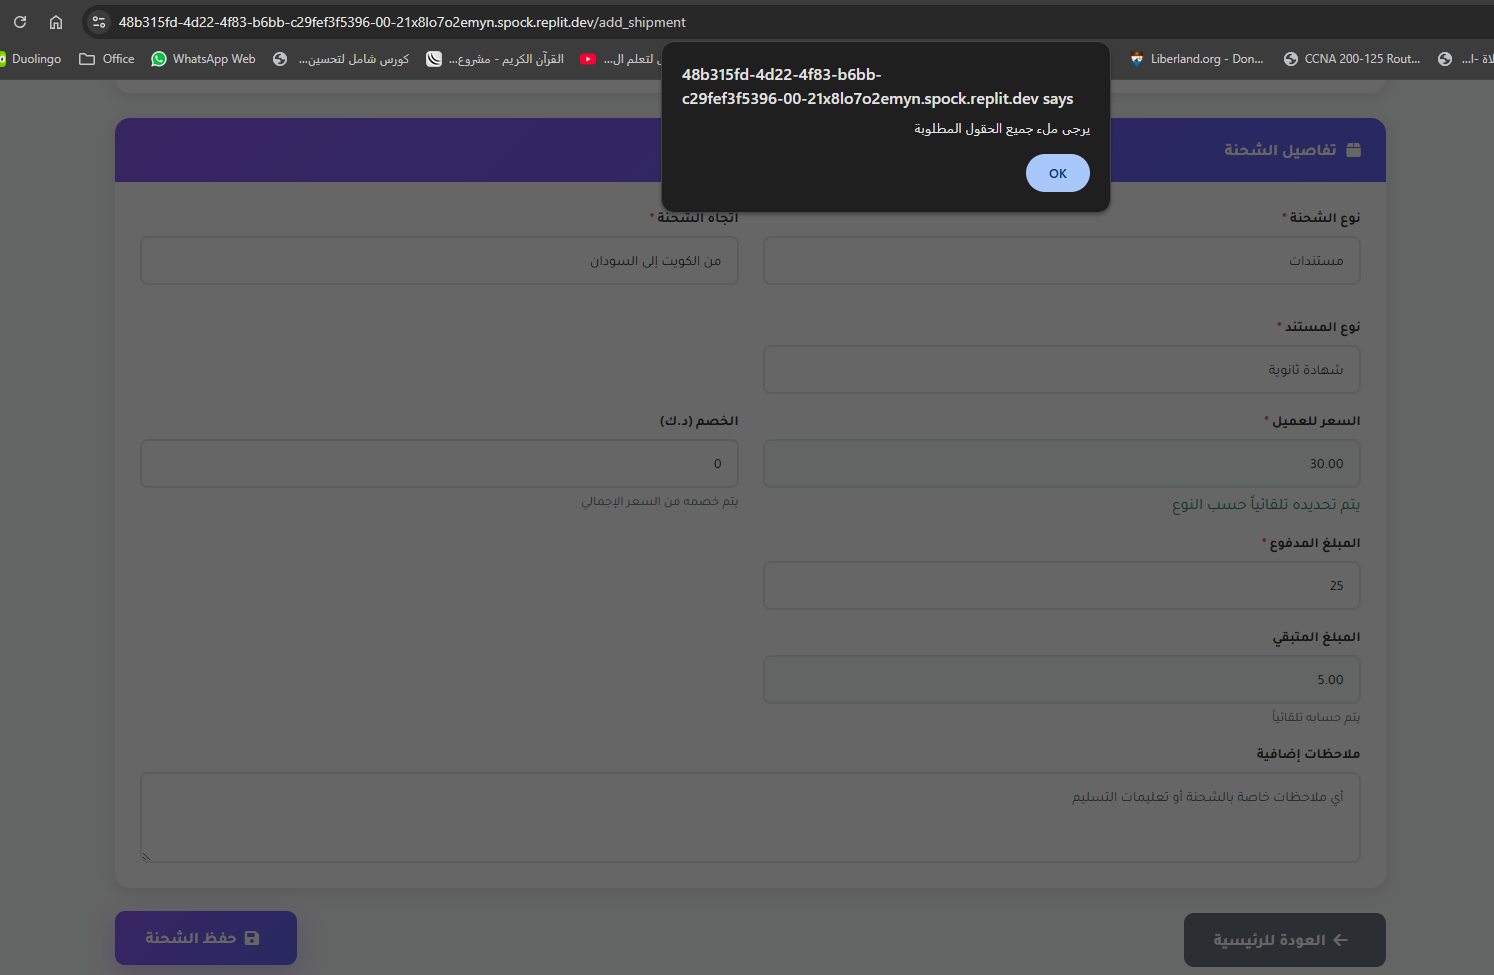 48b315fd-4d22-4f83-b6bb-c29fef3f5396-00-21x8lo7o2emyn.spock.replit.dev/add_shipment
Duolingo
Office
WhatsApp Web
كورس شامل لتحسين...
القرآن الكريم - مشروع...
لتعلم ال...
Liberland.org - Don...
CCNA 200-125 Rout...
48b315fd-4d22-4f83-b6bb-
c29fef3f5396-00-21x8lo7o2emyn.spock.replit.dev says
يرجى ملء جميع الحقول المطلوبة
OK
تفاصيل الشحنة
نوع الشحنة *
اتجاه الشحنة *
مستندات
من الكويت إلى السودان
نوع المستند *
شهادة ثانوية
السعر للعميل *
الخصم (د.ك)
30.00
0
يتم تحديده تلقائياً حسب النوع
يتم خصمه من السعر الإجمالي
المبلغ المدفوع *
25
المبلغ المتبقي
5.00
يتم حسابه تلقائياً
ملاحظات إضافية
أي ملاحظات خاصة بالشحنة أو تعليمات التسليم
العودة للرئيسية
حفظ الشحنة